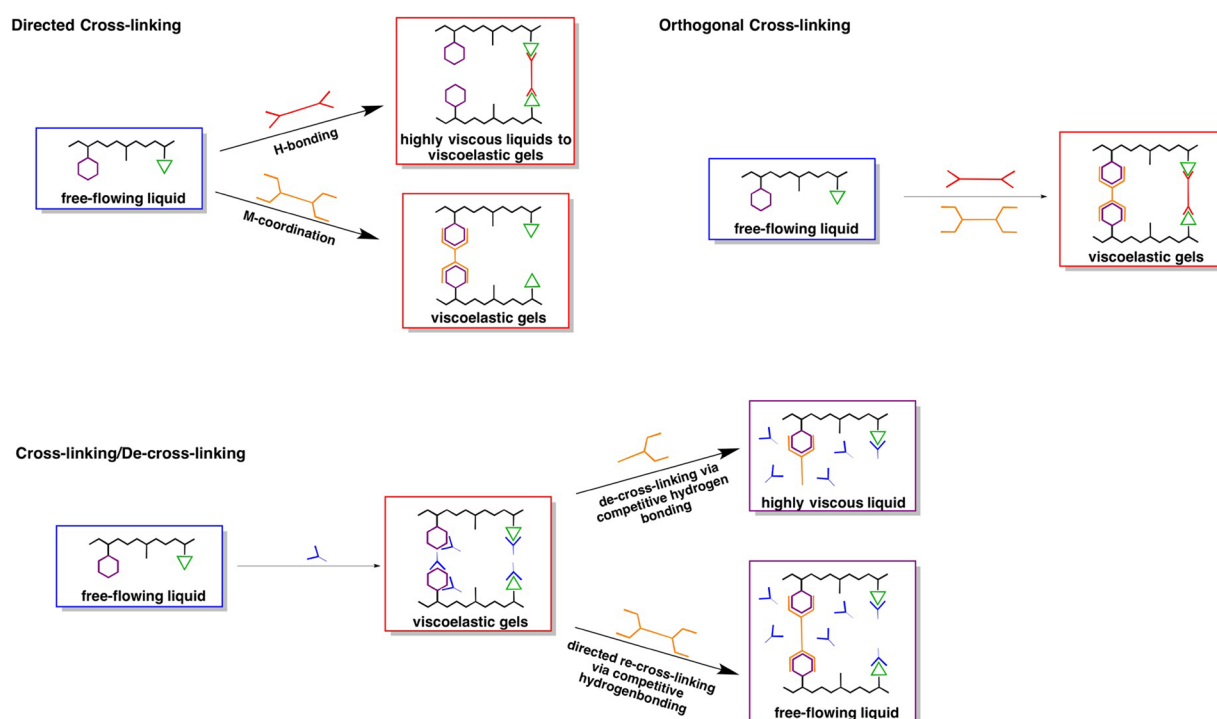 Directed Cross-linking
H-bonding
M-coordination
free-flowing liquid
highly viscous liquids to
viscoelastic gels
viscoelastic gels
Orthogonal Cross-linking
free-flowing liquid
viscoelastic gels
Cross-linking/De-cross-linking
free-flowing liquid
viscoelastic gels
de-cross-linking via
competitive hydrogen
bonding
highly viscous liquid
directed re-cross-linking
via competitive
hydrogenbonding
free-flowing liquid